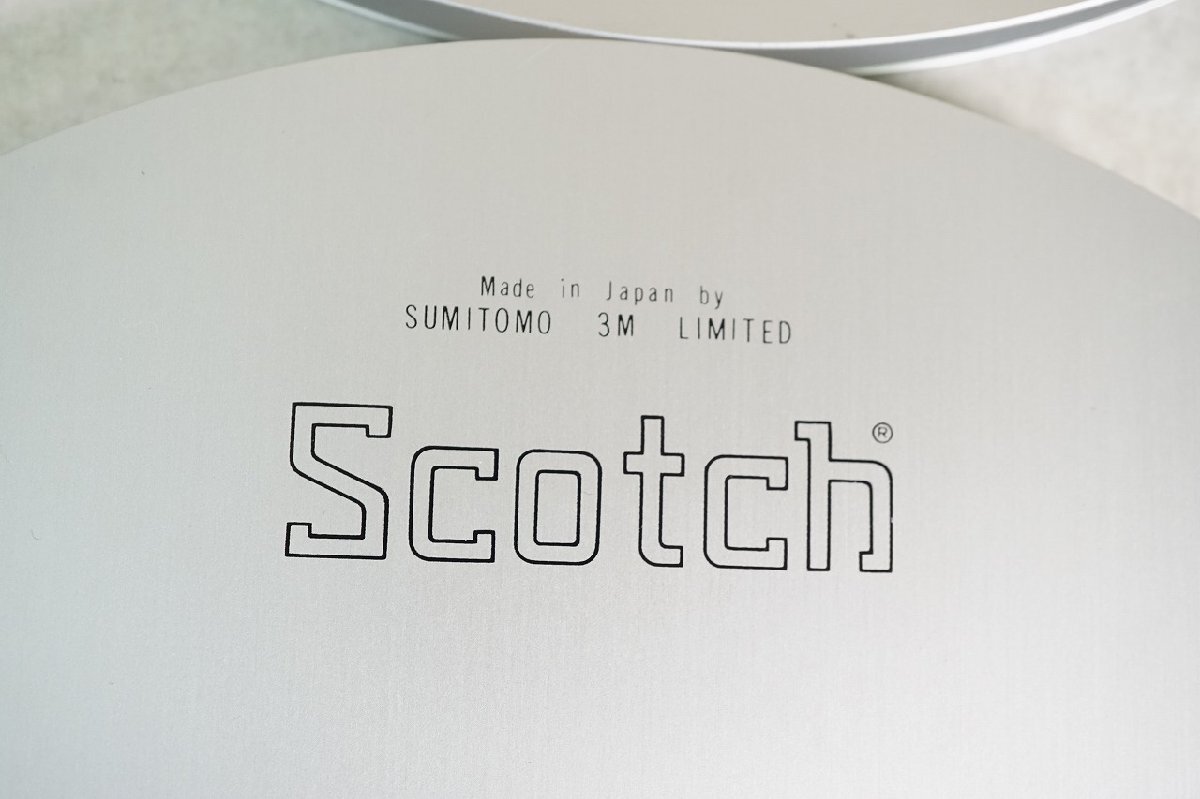 Made in Japan by
SUMITOMO 3M LIMITED
Scotch®